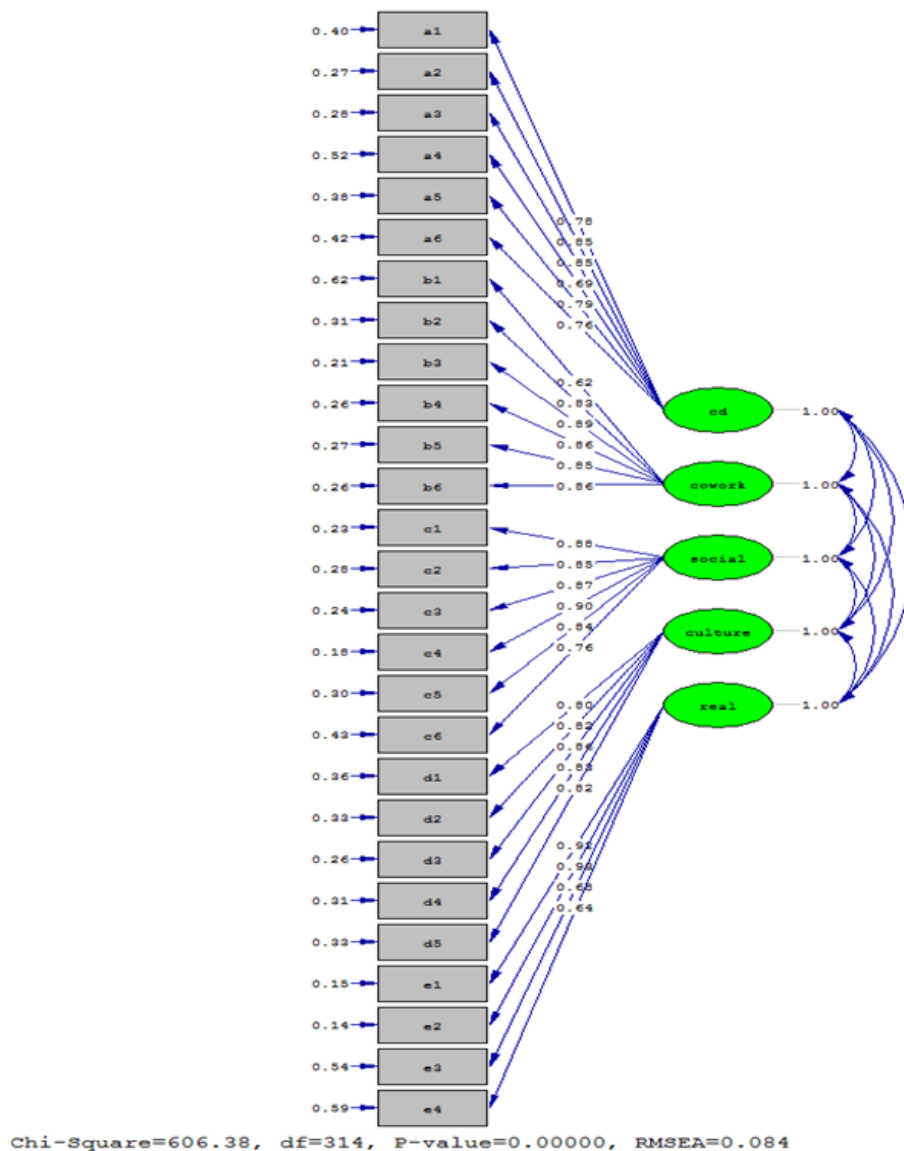 0.40 a1
0.27 a2
0.28 a3
0.52 a4
0.38 a5
0.78
0.42 a6
0.85
0.85
0.62 b1
0.69
0.79
0.31 b2
0.76
0.21 b3
0.62
0.83
0.26 b4
0.89
cd 1.00
0.86
0.27 b5
0.85
0.26 b6
0.86
cowork 1.00
0.23 c1
0.88
0.28 c2
0.85
social 1.00
0.87
0.24 c3
0.90
0.84
0.18 c4
0.76
culture 1.00
0.30 c5
0.80
real 1.00
0.82
0.43 c6
0.86
0.83
0.36 d1
0.82
0.33 d2
0.91
0.26 d3
0.68
0.31 d4
0.64
0.33 d5
0.15 e1
0.14 e2
0.54 e3
0.59 e4
Chi-Square=606.38, df=314, P-value=0.00000, RMSEA=0.084